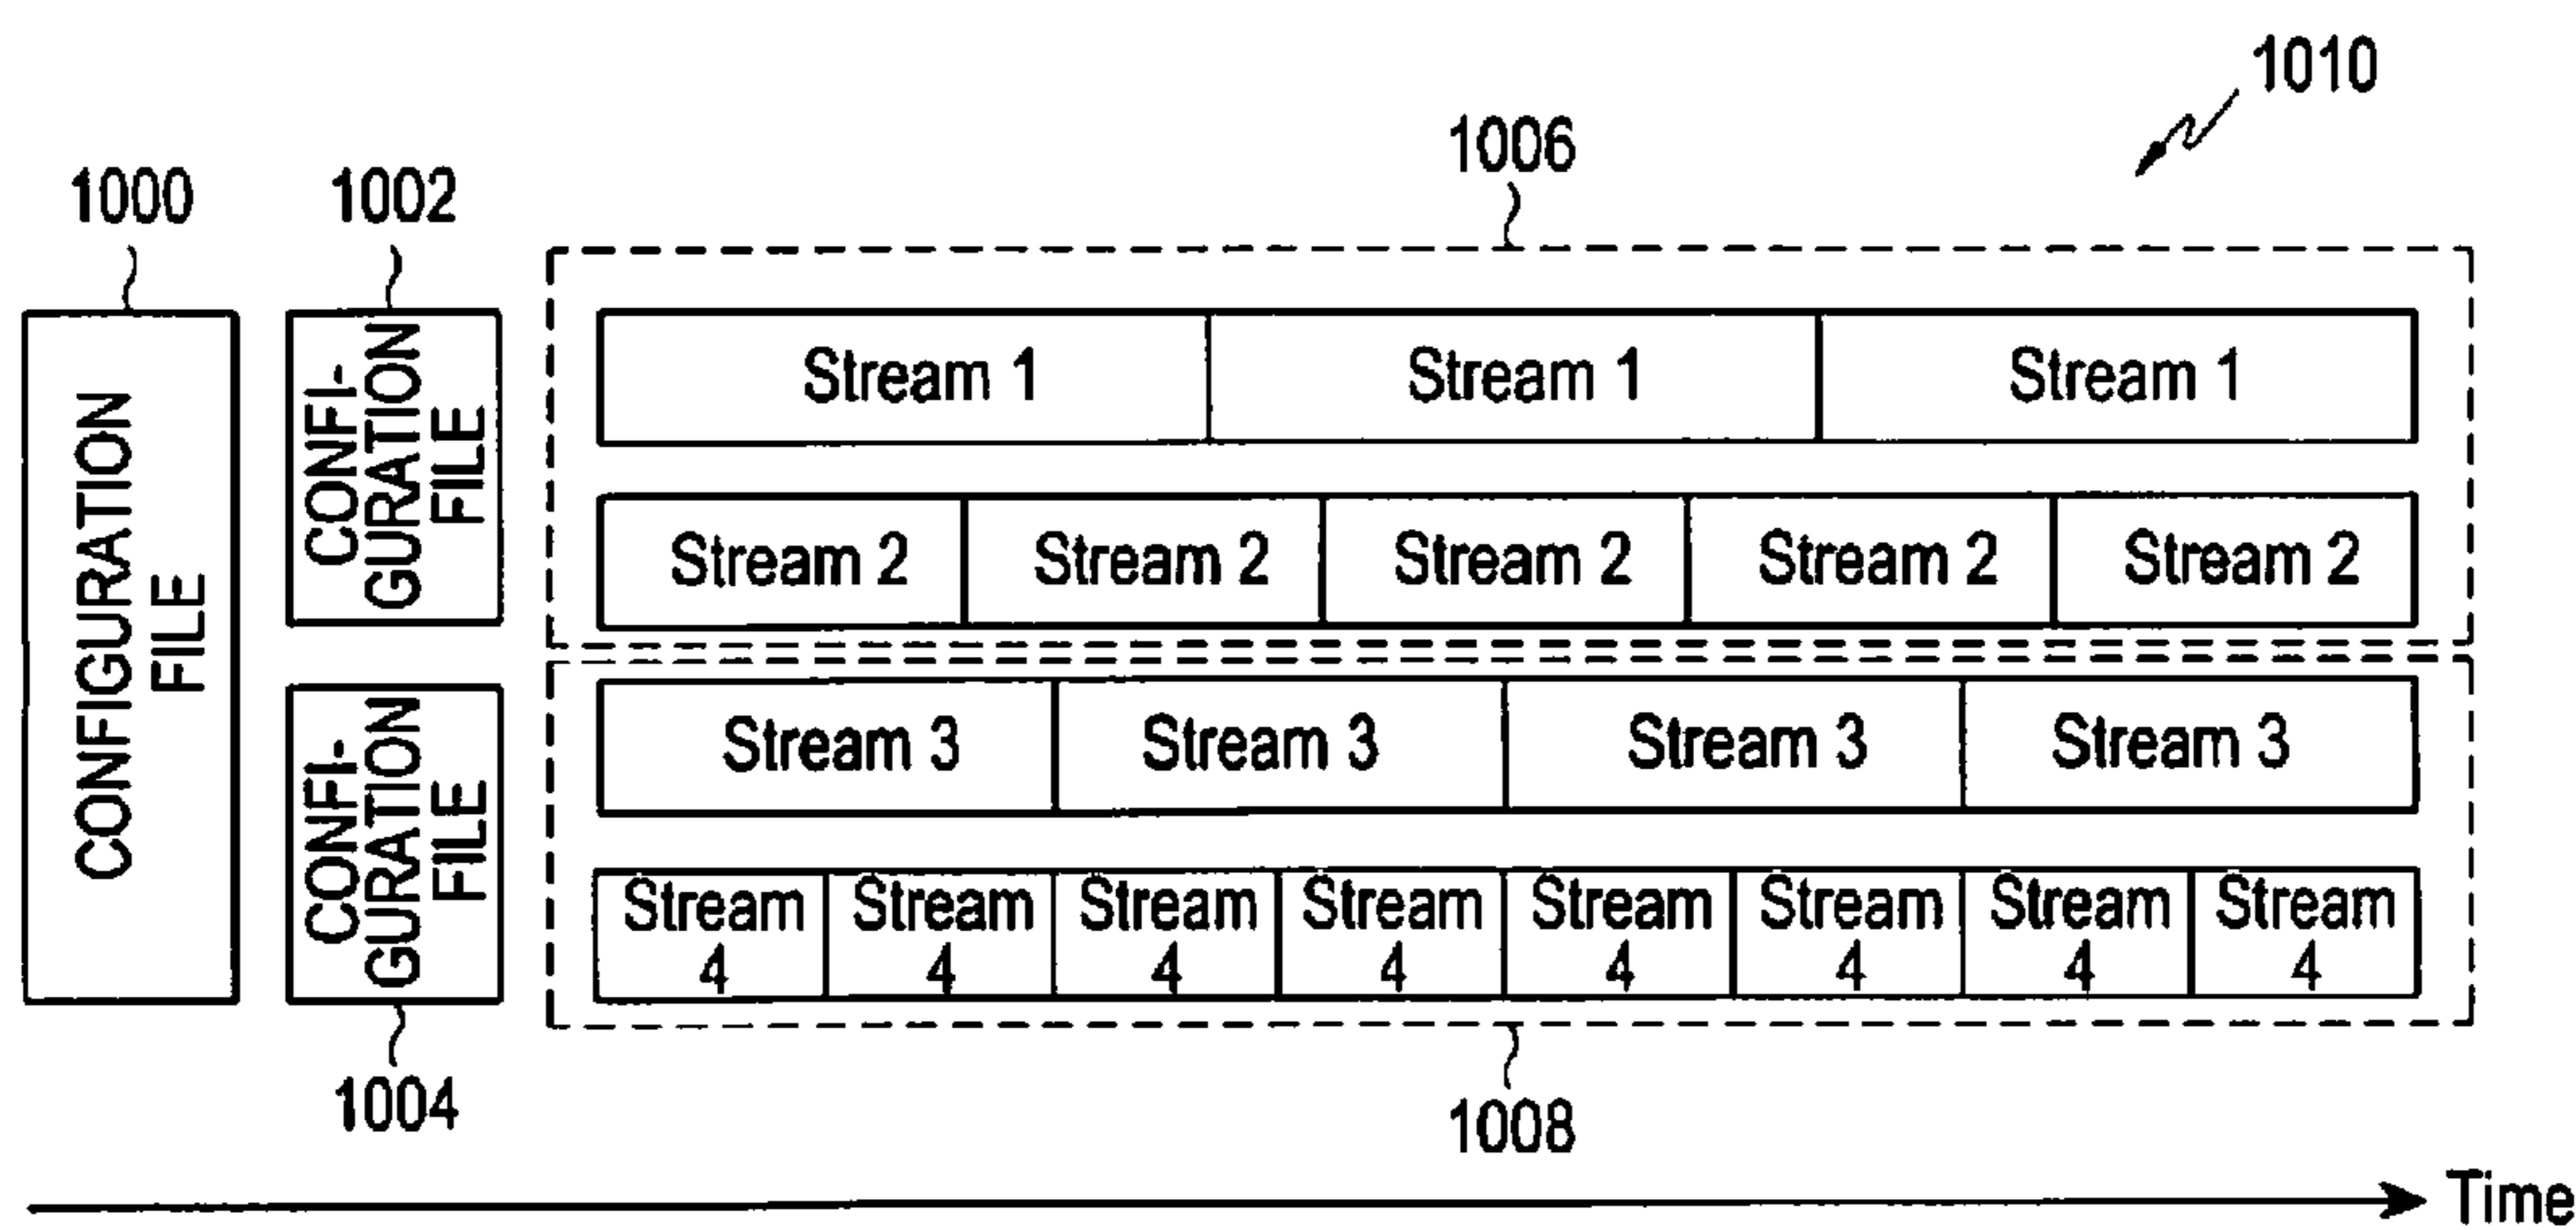 1010
1006
1000
1002
CONFIGURATION
FILE
CONFI-
GURATION
FILE
Stream 1
Stream 1
Stream 1
Stream 2
Stream 2
Stream 2
Stream 2
Stream 2
CONFI-
GURATION
FILE
Stream 3
Stream 3
Stream 3
Stream 3
Stream
4
Stream
4
Stream
4
Stream
4
Stream
4
Stream
4
Stream
4
Stream
4
1004
1008
Time